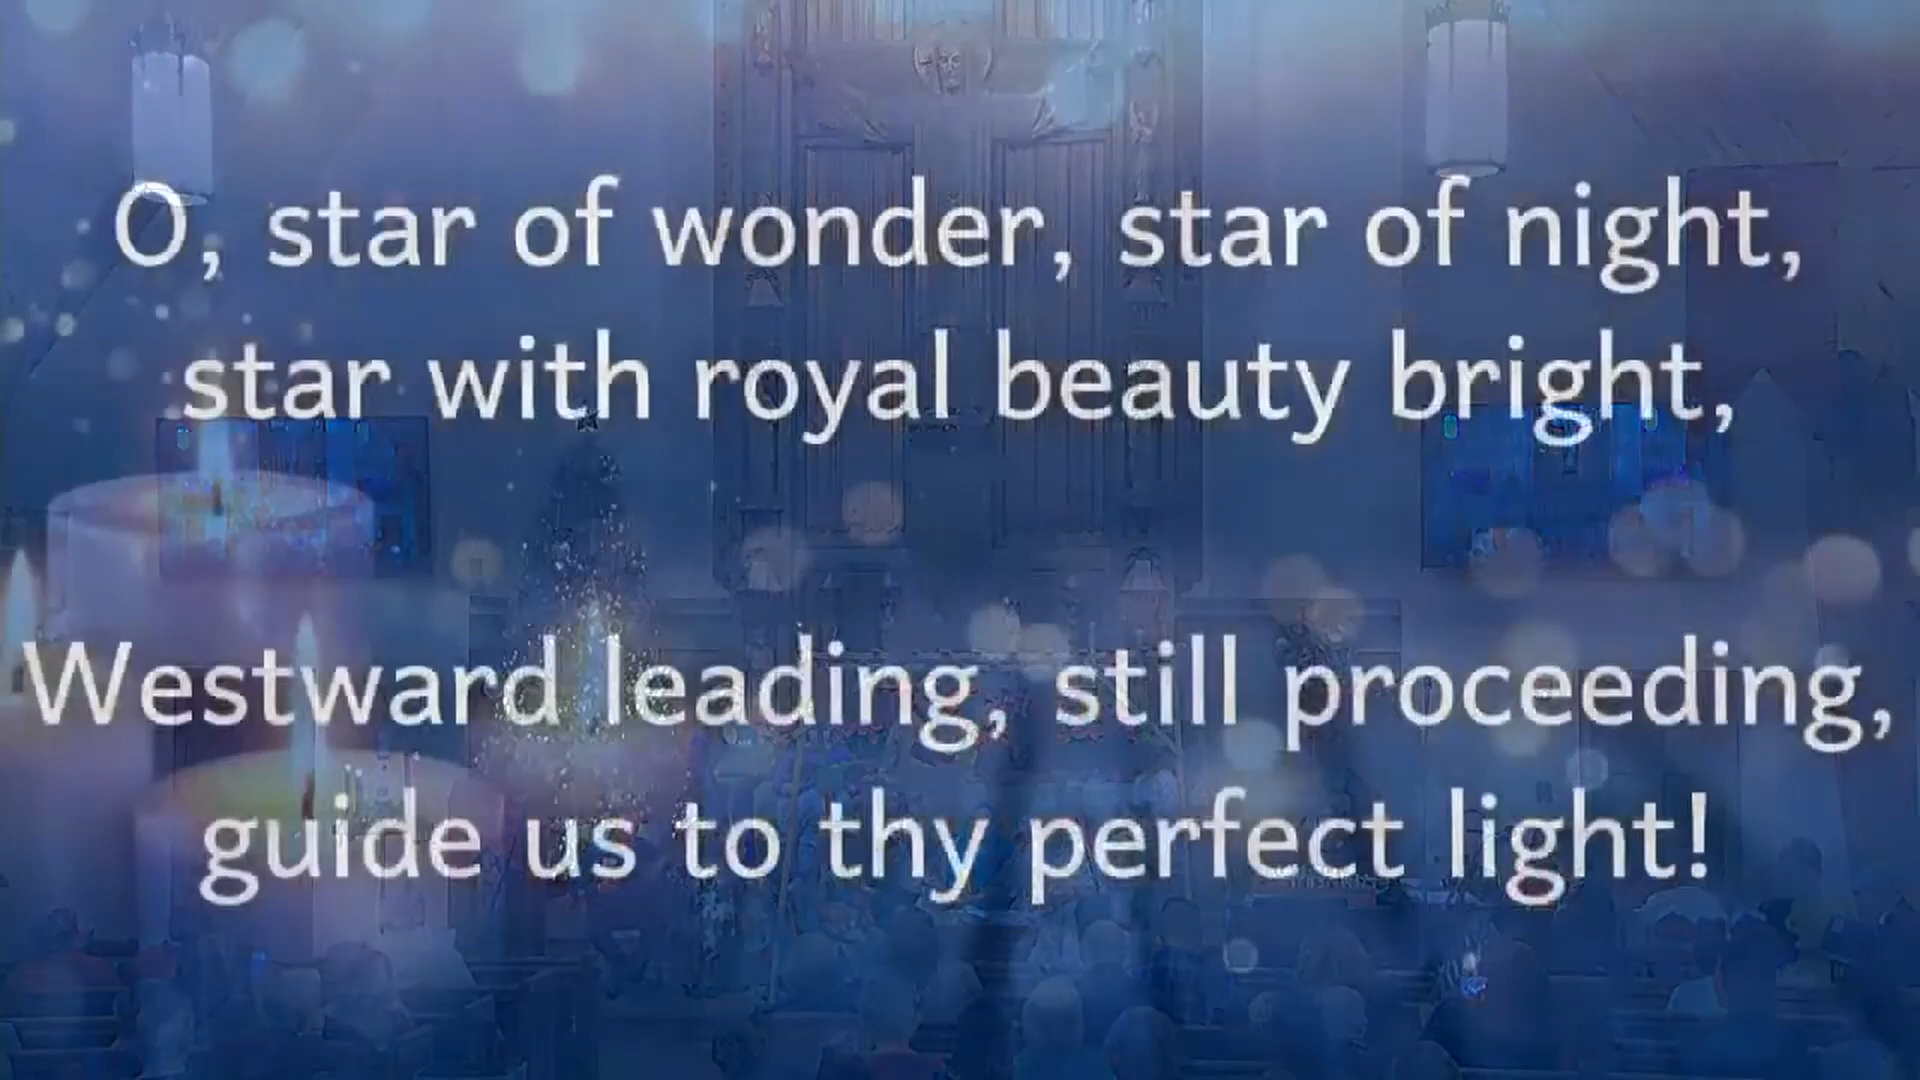 O, star of wonder, star of night,
star with royal beauty bright,
Westward leading, still proceeding,
guide us to thy perfect light!